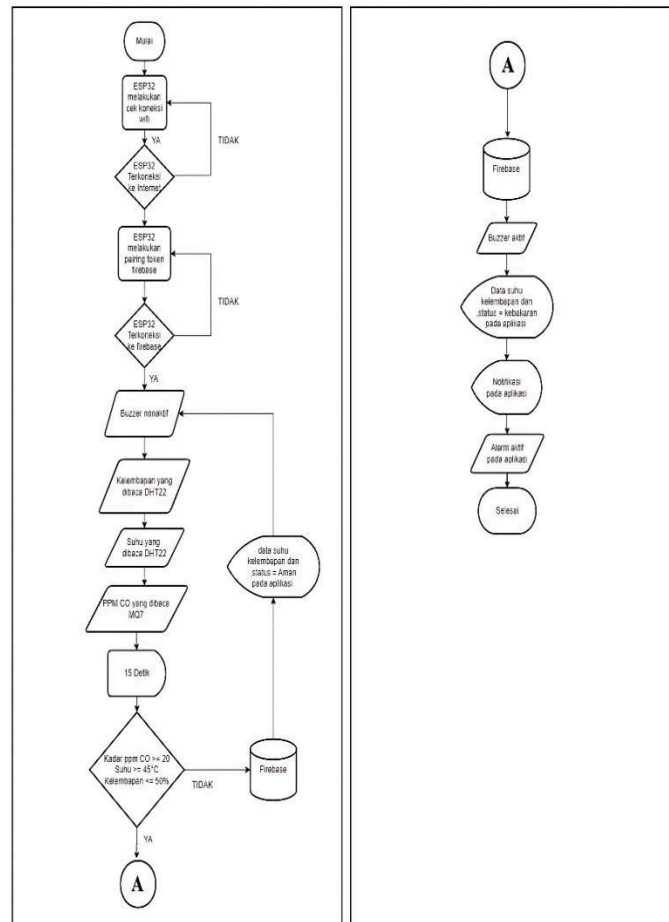 Mulai
ESP32
melakukan
cek koneksi
wifi
YA
TIDAK
ESP32
Terkoneksi
ke Internet
ESP32
melakukan
pairing token
firebase
TIDAK
ESP32
Terkoneksi
ke firebase
YA
Buzzer nonaktif
Kelembapan yang
dibaca DHT22
Suhu yang
dibaca DHT22
PPM CO yang dibaca
MQ7
15 Detik
Kadar ppm CO >= 20
Suhu >= 45°C
Kelembapan <= 50%
TIDAK
Firebase
data suhu
kelembapan dan
status = Aman
pada aplikasi
YA
A
A
Firebase
Buzzer aktif
Data suhu
kelembapan dan
,status = kebakaran
pada aplikasi
Notifikasi
pada aplikasi
Alarm aktif
pada aplikasi
Selesai